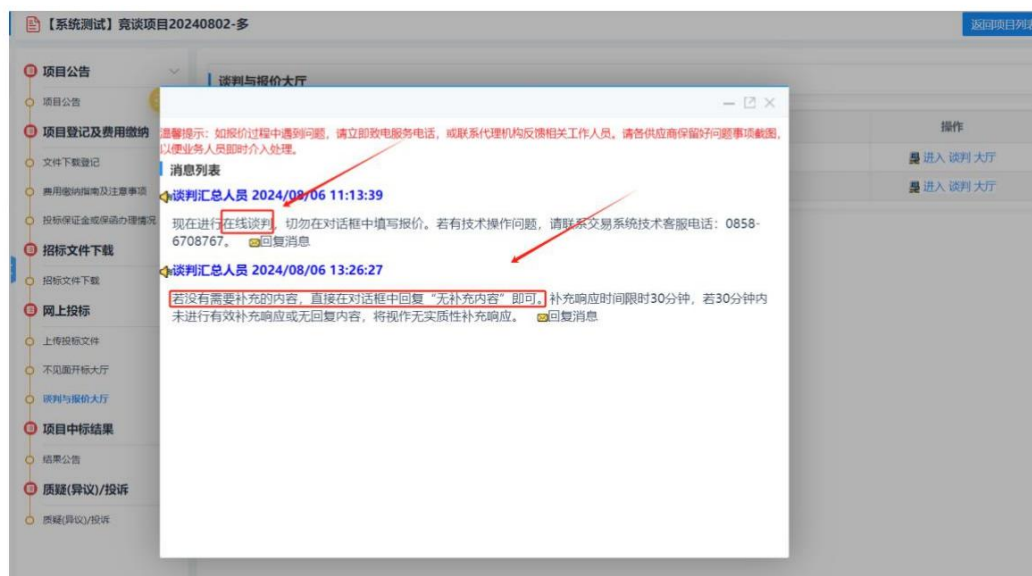 【系统测试】竞谈项目20240802-多
返回项目列表
项目公告
项目公告
项目登记及费用缴纳
文件下载登记
费用缴纳指南及注意事项
投标保证金或保函办理情况
招标文件下载
招标文件下载
网上投标
上传投标文件
不见面开标大厅
谈判与报价大厅
项目中标结果
结果公告
质疑(异议)/投诉
质疑(异议)/投诉
谈判与报价大厅
操作
进入 谈判 大厅
进入 谈判 大厅
温馨提示：如报价过程中遇到问题，请立即致电服务电话，或联系代理机构反馈相关工作人员。请各供应商保留好问题事项截图，
以便业务人员即时介入处理。
消息列表
谈判汇总人员 2024/08/06 11:13:39
现在进行在线谈判，切勿在对话框中填写报价。若有技术操作问题，请联系交易系统技术客服电话：0858-
6708767。 回复消息
谈判汇总人员 2024/08/06 13:26:27
若没有需要补充的内容，直接在对话框中回复“无补充内容”即可。补充响应时间限时30分钟，若30分钟内
未进行有效补充响应或无回复内容，将视作无实质性补充响应。 回复消息